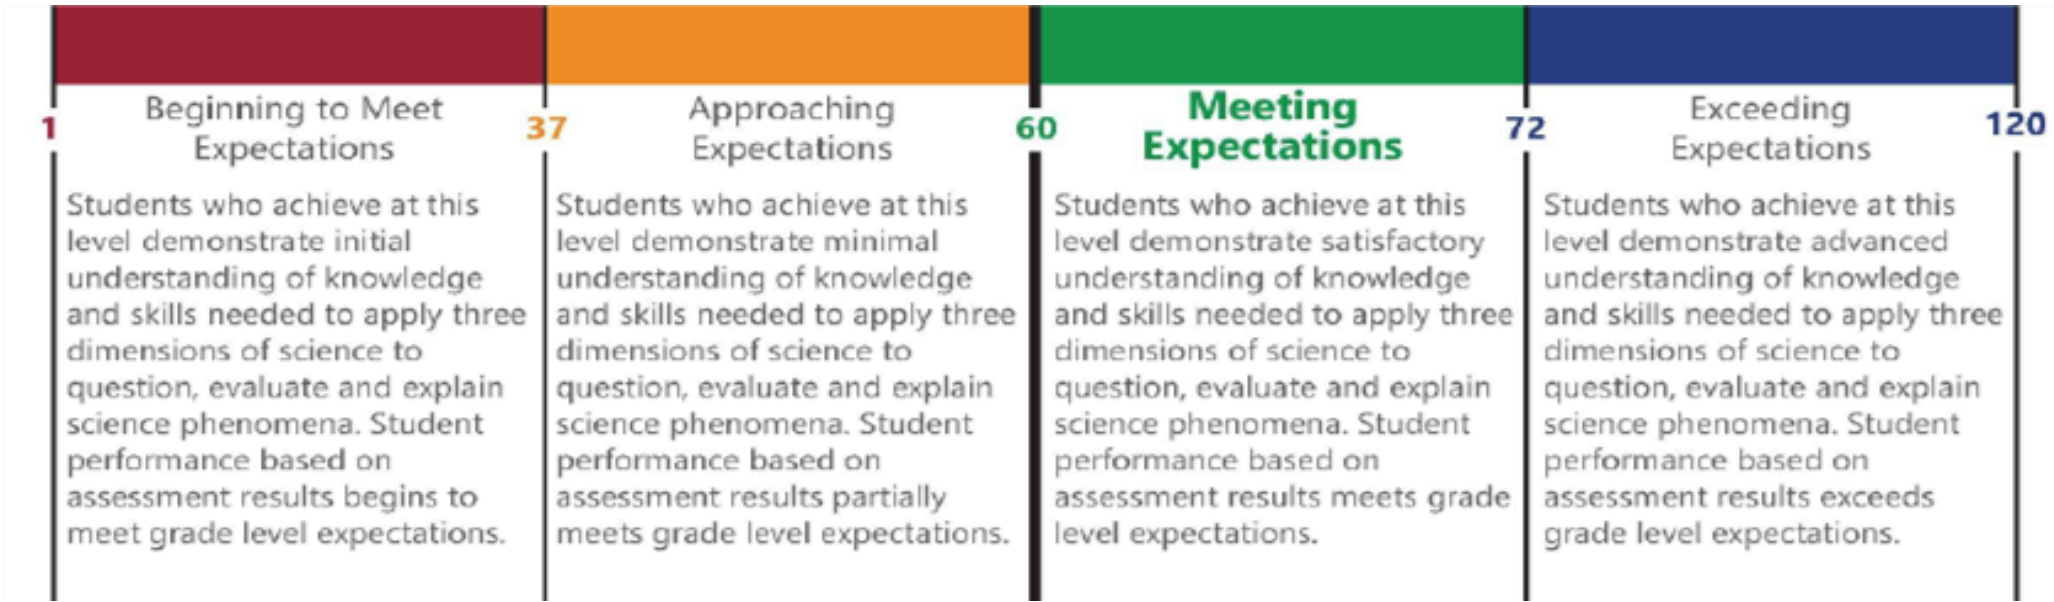 1
Beginning to Meet
Expectations
Students who achieve at this
level demonstrate initial
understanding of knowledge
and skills needed to apply three
dimensions of science to
question, evaluate and explain
science phenomena. Student
performance based on
assessment results begins to
meet grade level expectations.
37
Approaching
Expectations
Students who achieve at this
level demonstrate minimal
understanding of knowledge
and skills needed to apply three
dimensions of science to
question, evaluate and explain
science phenomena. Student
performance based on
assessment results partially
meets grade level expectations.
60
Meeting
Expectations
Students who achieve at this
level demonstrate satisfactory
understanding of knowledge
and skills needed to apply three
dimensions of science to
question, evaluate and explain
science phenomena. Student
performance based on
assessment results meets grade
level expectations.
72
Exceeding
Expectations
Students who achieve at this
level demonstrate advanced
understanding of knowledge
and skills needed to apply three
dimensions of science to
question, evaluate and explain
science phenomena. Student
performance based on
assessment results exceeds
grade level expectations.
120